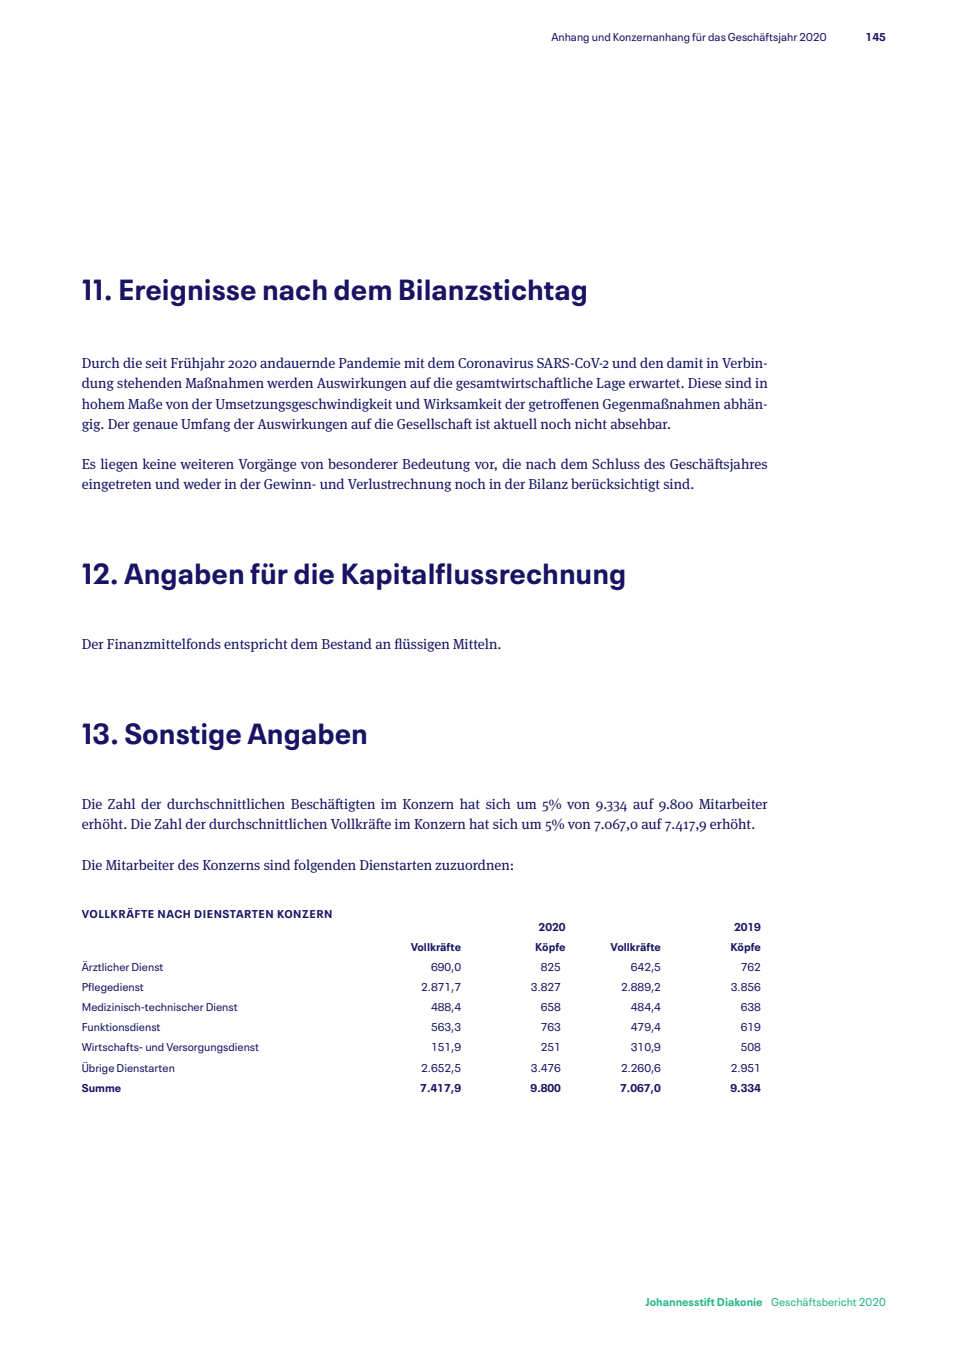 Anhang und Konzernanhang für das Geschäftsjahr 2020 145
11. Ereignisse nach dem Bilanzstichtag
Durch die seit Frühjahr 2020 andauernde Pandemie mit dem Coronavirus SARS-CoV-2 und den damit in Verbin-
dung stehenden Maßnahmen werden Auswirkungen auf die gesamtwirtschaftliche Lage erwartet. Diese sind in
hohem Maße von der Umsetzungsgeschwindigkeit und Wirksamkeit der getroffenen Gegenmaßnahmen abhän-
gig. Der genaue Umfang der Auswirkungen auf die Gesellschaft ist aktuell noch nicht absehbar.
Es liegen keine weiteren Vorgänge von besonderer Bedeutung vor, die nach dem Schluss des Geschäftsjahres
eingetreten und weder in der Gewinn- und Verlustrechnung noch in der Bilanz berücksichtigt sind.
12. Angaben für die Kapitalflussrechnung
Der Finanzmittelfonds entspricht dem Bestand an flüssigen Mitteln.
13. Sonstige Angaben
Die Zahl der durchschnittlichen Beschäftigten im Konzern hat sich um 5% von 9.334 auf 9.800 Mitarbeiter
erhöht. Die Zahl der durchschnittlichen Vollkräfte im Konzern hat sich um 5% von 7.067,0 auf 7.417,9 erhöht.
Die Mitarbeiter des Konzerns sind folgenden Dienstarten zuzuordnen:
VOLLKRÄFTE NACH DIENSTARTEN KONZERN
2020 2019
Vollkräfte Köpfe Vollkräfte Köpfe
Ärztlicher Dienst 690,0 825 642,5 762
Pflegedienst 2.871,7 3.827 2.889,2 3.856
Medizinisch-technischer Dienst 488,4 658 484,4 638
Funktionsdienst 563,3 763 479,4 619
Wirtschafts- und Versorgungsdienst 151,9 251 310,9 508
Übrige Dienstarten 2.652,5 3.476 2.260,6 2.951
Summe 7.417,9 9.800 7.067,0 9.334
Johannesstift Diakonie Geschäftsbericht 2020